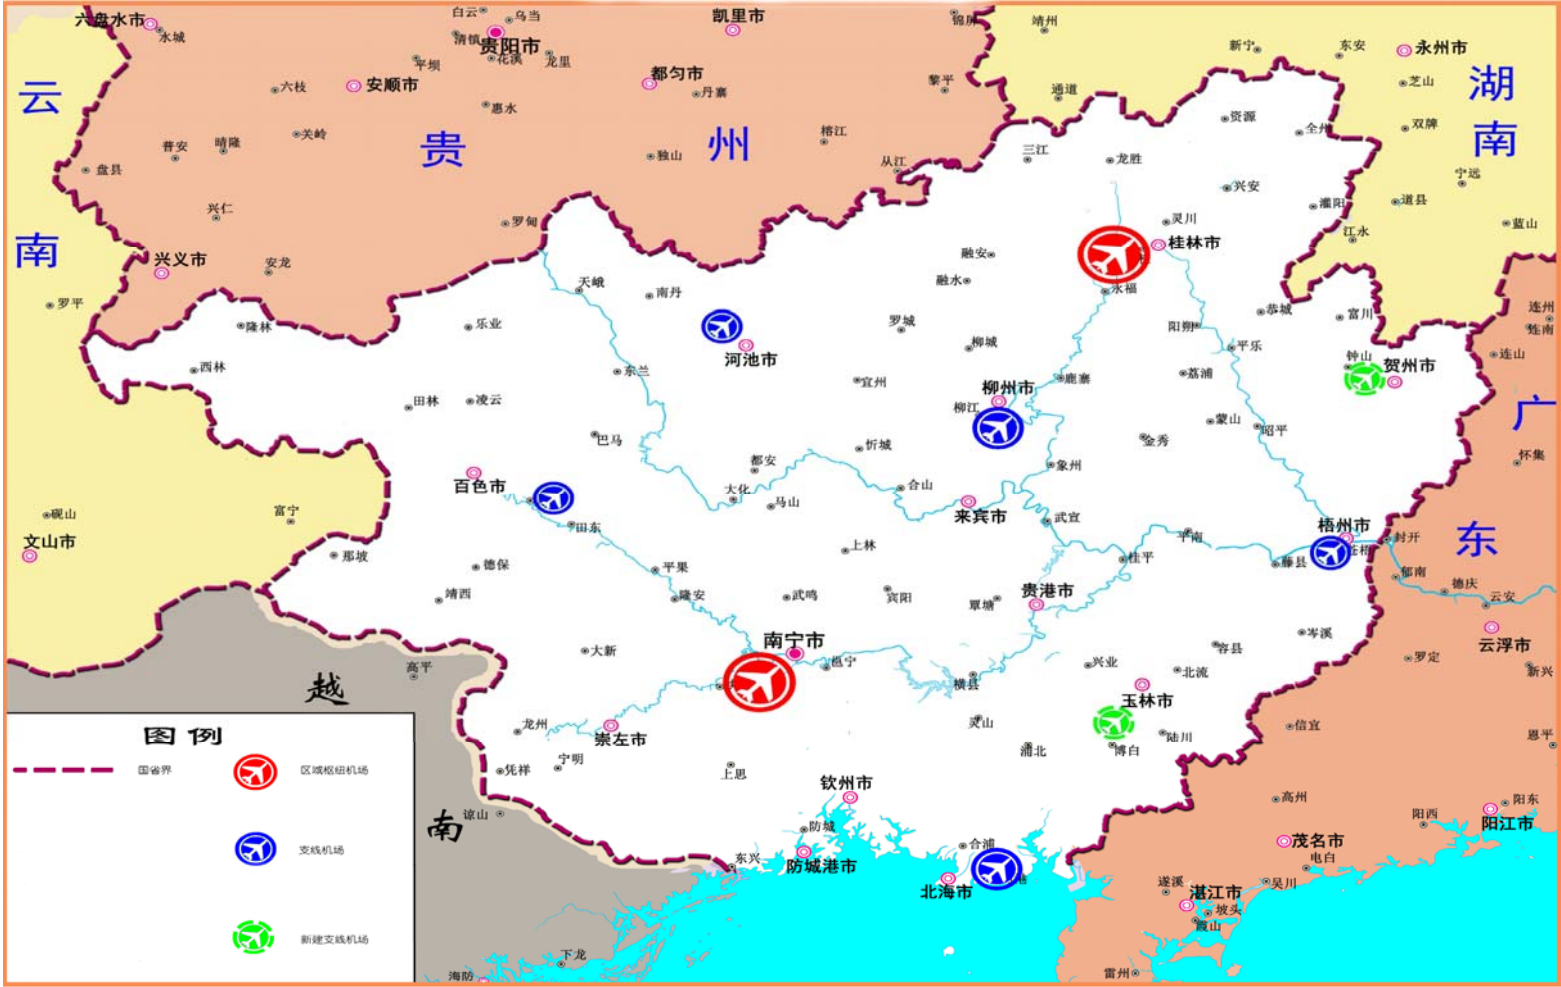 六盘水市
水城
白云
乌当
清镇
贵阳市
花溪
龙里
平坝
凯里市
锦屏
靖州
新宁
东安
永州市
云
六枝
安顺市
都匀市
丹寨
黎平
通道
芝山
湖
惠水
关岭
普安
晴隆
贵
州
榕江
独山
从江
三江
龙胜
资源
全州
双牌
南
盘县
兴仁
罗甸
兴安
灌阳
宁远
道县
蓝山
江水
南
兴义市
安龙
灵川
桂林市
融安
融水
永福
天峨
南丹
罗平
隆林
乐业
河池市
罗城
柳城
阳朔
恭城
富川
平乐
连州
连南
连山
西林
东兰
宜州
柳州市
鹿寨
荔浦
钟山
贺州市
田林
凌云
柳江
蒙山
昭平
广
巴马
忻城
金秀
怀集
百色市
都安
大化
马山
合山
象州
来宾市
武宣
砚山
富宁
文山市
田东
那坡
德保
平果
上林
平南
桂平
梧州市
苍梧
藤县
封开
东
郁南
德庆
云安
靖西
隆安
武鸣
宾阳
覃塘
贵港市
岑溪
云浮市
南宁市
邕宁
大新
高平
横县
兴业
容县
北流
罗定
新兴
越
玉林市
龙州
崇左市
灵山
浦北
博白
陆川
信宜
恩平
凭祥
宁明
上思
钦州市
谅山
南
防城
防城港市
东兴
合浦
北海市
高州
茂名市
电白
阳西
阳东
阳江市
遂溪
湛江市
坡头
霞山
吴川
雷州
下龙
海防
图例
国省界
区域枢纽机场
支线机场
新建支线机场